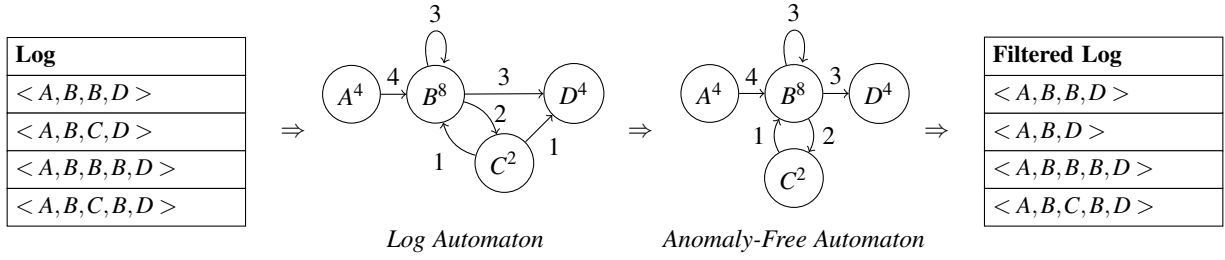 Log
< A,B,B,D >
< A,B,C,D >
< A,B,B,B,D >
< A,B,C,B,D >
⇒
3
A⁴
4
B⁸
3
D⁴
2
1
C²
1
Log Automaton
⇒
3
A⁴
4
B⁸
3
D⁴
1
2
C²
Anomaly-Free Automaton
⇒
Filtered Log
< A,B,B,D >
< A,B,D >
< A,B,B,B,D >
< A,B,C,B,D >